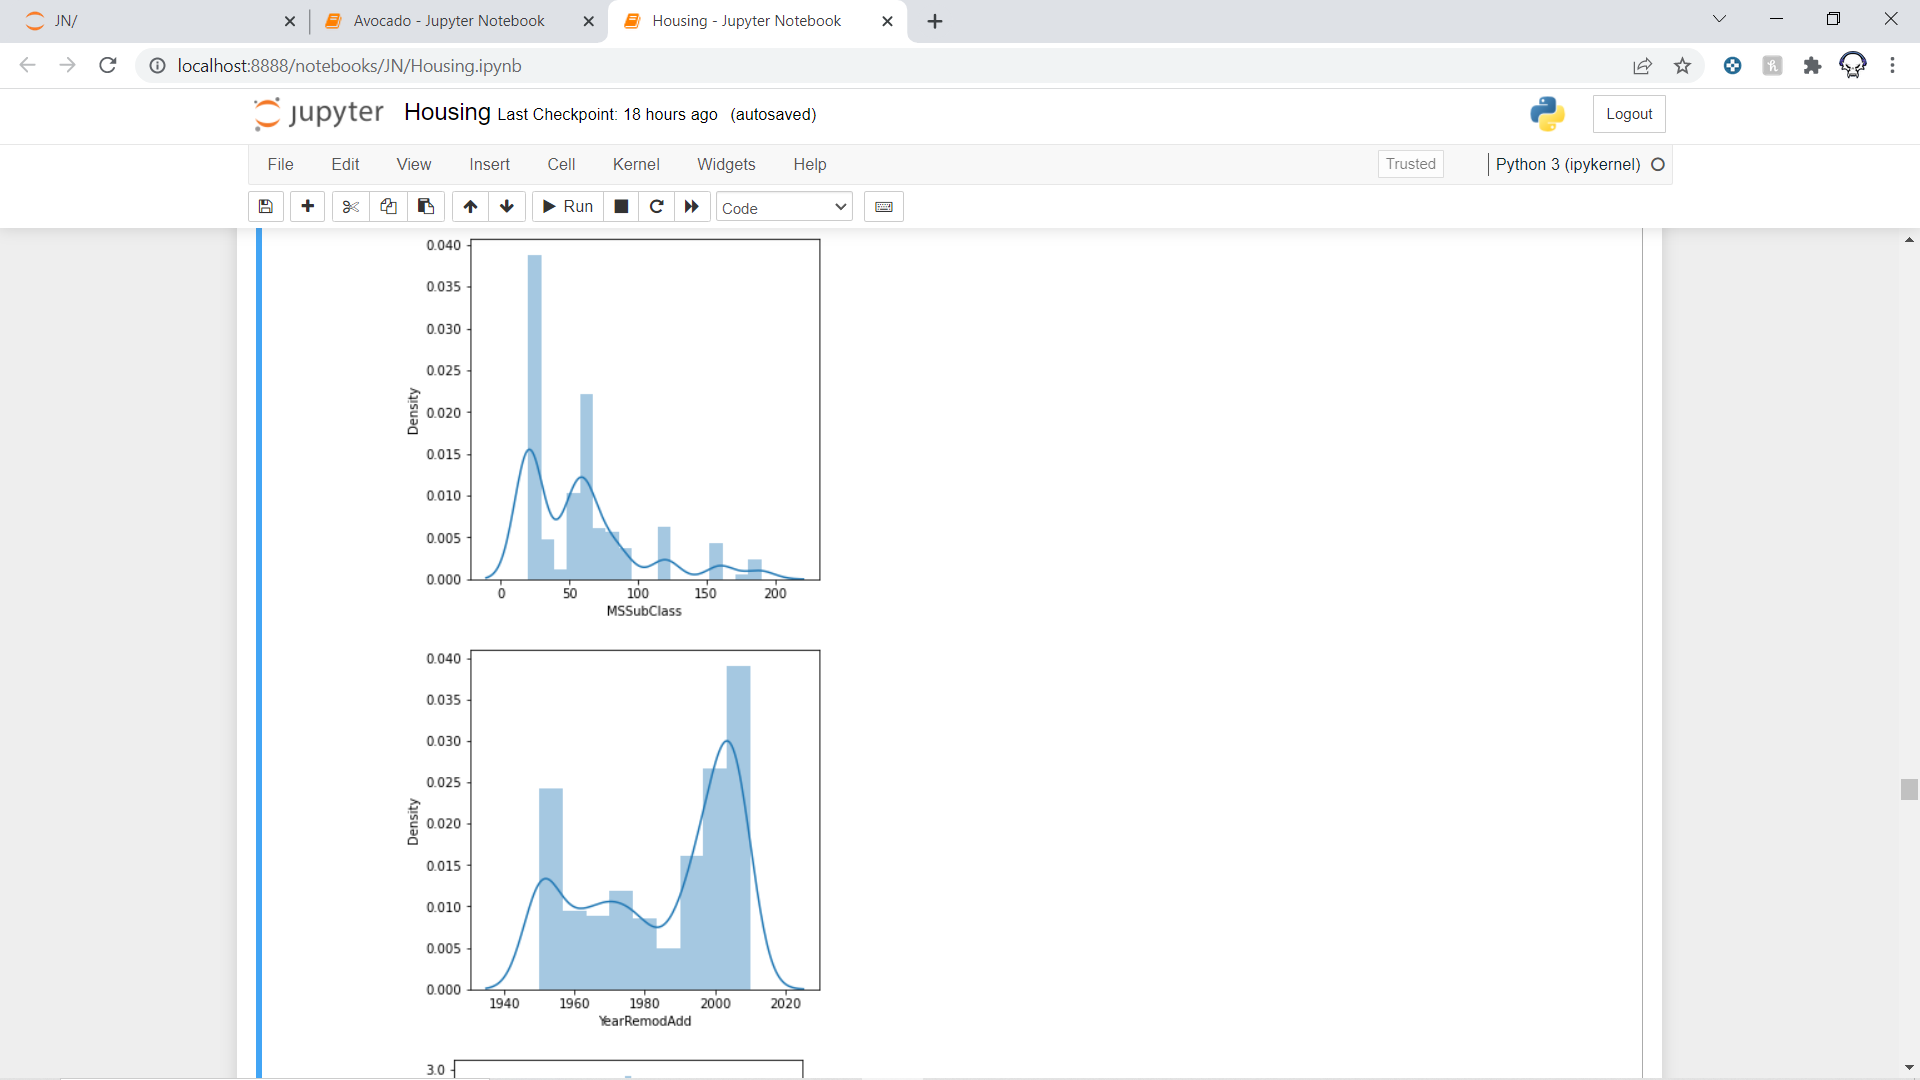 JN/
Avocado - Jupyter Notebook
Housing - Jupyter Notebook
localhost:8888/notebooks/JN/Housing.ipynb
jupyter Housing Last Checkpoint: 18 hours ago (autosaved)
Logout
File Edit View Insert Cell Kernel Widgets Help
Trusted
Python 3 (ipykernel)
Run
Code
0.040
0.035
0.030
0.025
0.020
0.015
0.010
0.005
0.000
Density
0 50 100 150 200
MSSubClass
0.040
0.035
0.030
0.025
0.020
0.015
0.010
0.005
0.000
Density
1940 1960 1980 2000 2020
YearRemodAdd
3.0